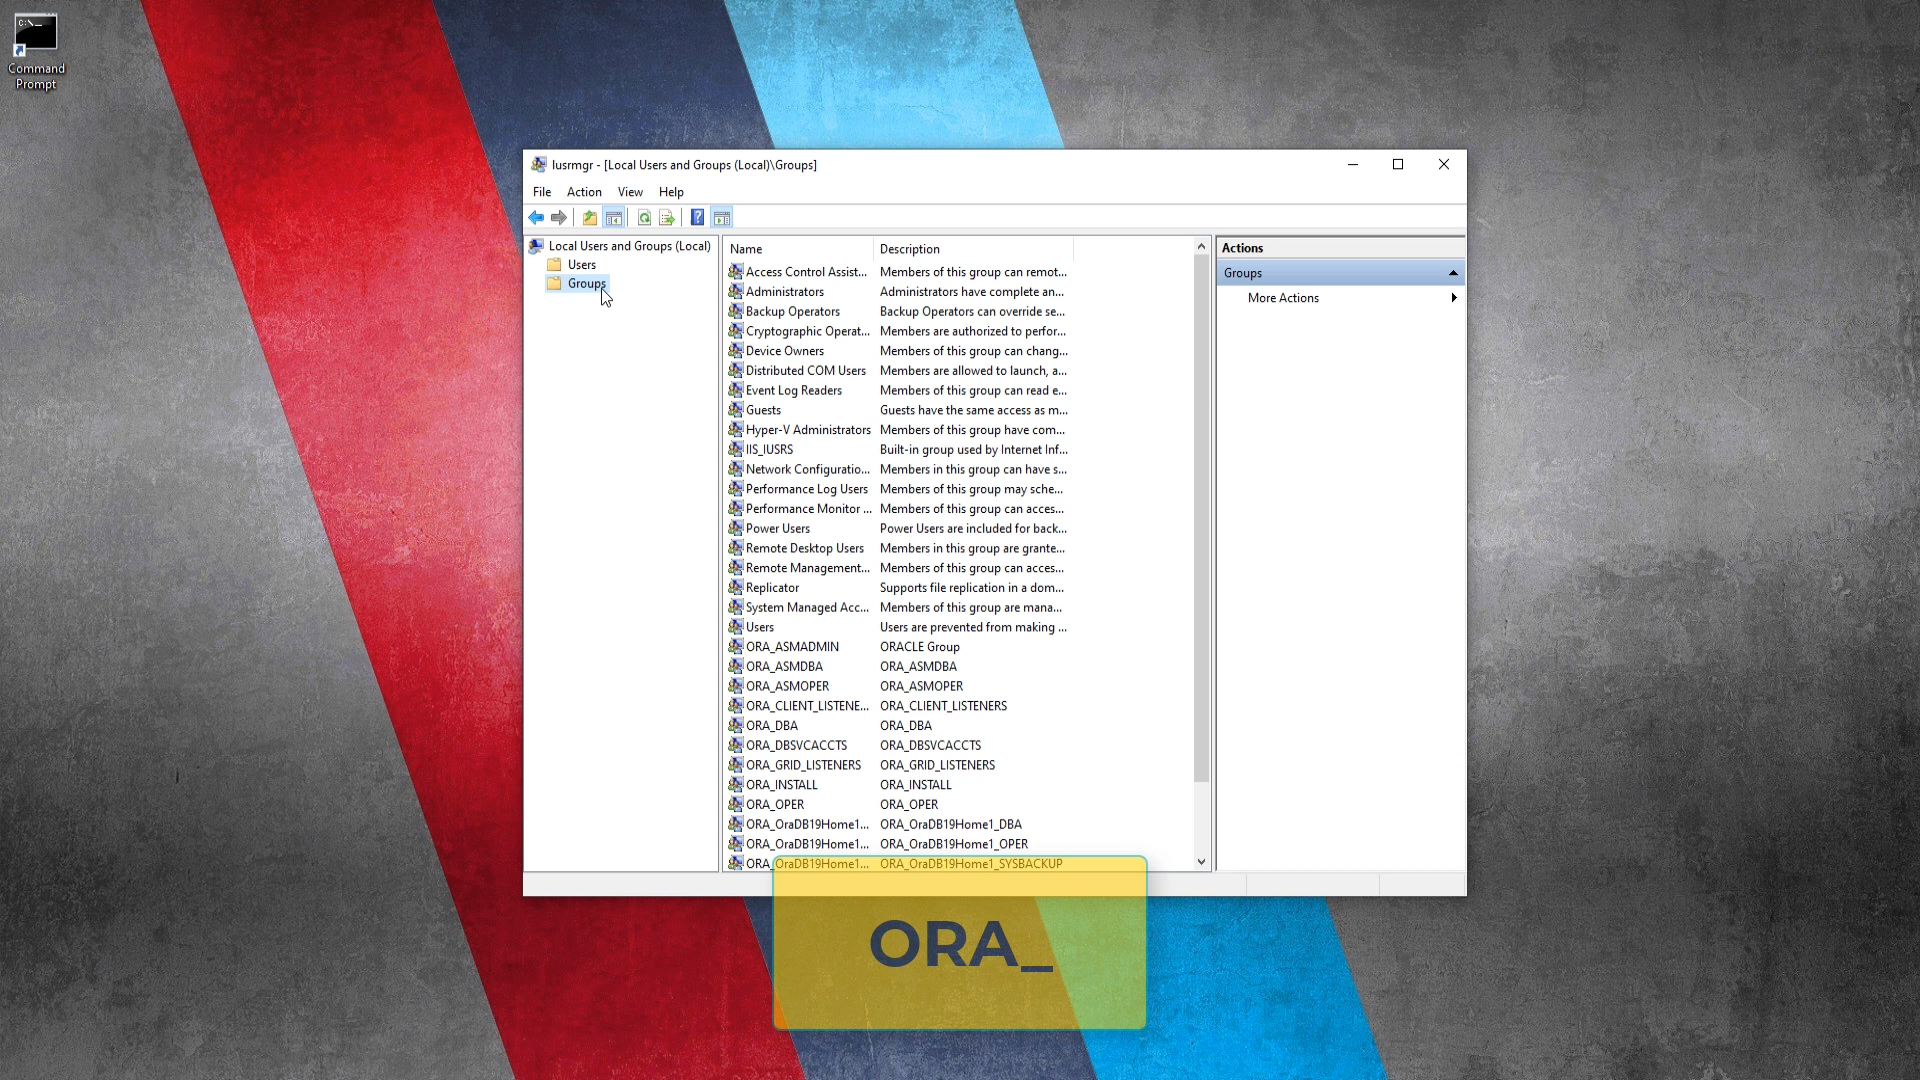 C:\._
Command
Prompt
lusrmgr - [Local Users and Groups (Local)\Groups]
File Action View Help
Local Users and Groups (Local)
Users
Groups
Name Description
Access Control Assist... Members of this group can remot...
Administrators Administrators have complete an...
Backup Operators Backup Operators can override se...
Cryptographic Operat... Members are authorized to perfor...
Device Owners Members of this group can chang...
Distributed COM Users Members are allowed to launch, a...
Event Log Readers Members of this group can read e...
Guests Guests have the same access as m...
Hyper-V Administrators Members of this group have com...
IIS_IUSRS Built-in group used by Internet Inf...
Network Configuratio... Members in this group can have s...
Performance Log Users Members of this group may sche...
Performance Monitor ... Members of this group can acces...
Power Users Power Users are included for back...
Remote Desktop Users Members in this group are grante...
Remote Management... Members of this group can acces...
Replicator Supports file replication in a dom...
System Managed Acc... Members of this group are mana...
Users Users are prevented from making ...
ORA_ASMADMIN ORACLE Group
ORA_ASMDBA ORA_ASMDBA
ORA_ASMOPER ORA_ASMOPER
ORA_CLIENT_LISTENE... ORA_CLIENT_LISTENERS
ORA_DBA ORA_DBA
ORA_DBSVCACCTS ORA_DBSVCACCTS
ORA_GRID_LISTENERS ORA_GRID_LISTENERS
ORA_INSTALL ORA_INSTALL
ORA_OPER ORA_OPER
ORA_OraDB19Home1... ORA_OraDB19Home1_DBA
ORA_OraDB19Home1... ORA_OraDB19Home1_OPER
ORA_OraDB19Home1... ORA_OraDB19Home1_SYSBACKUP
Actions
Groups
More Actions
ORA_